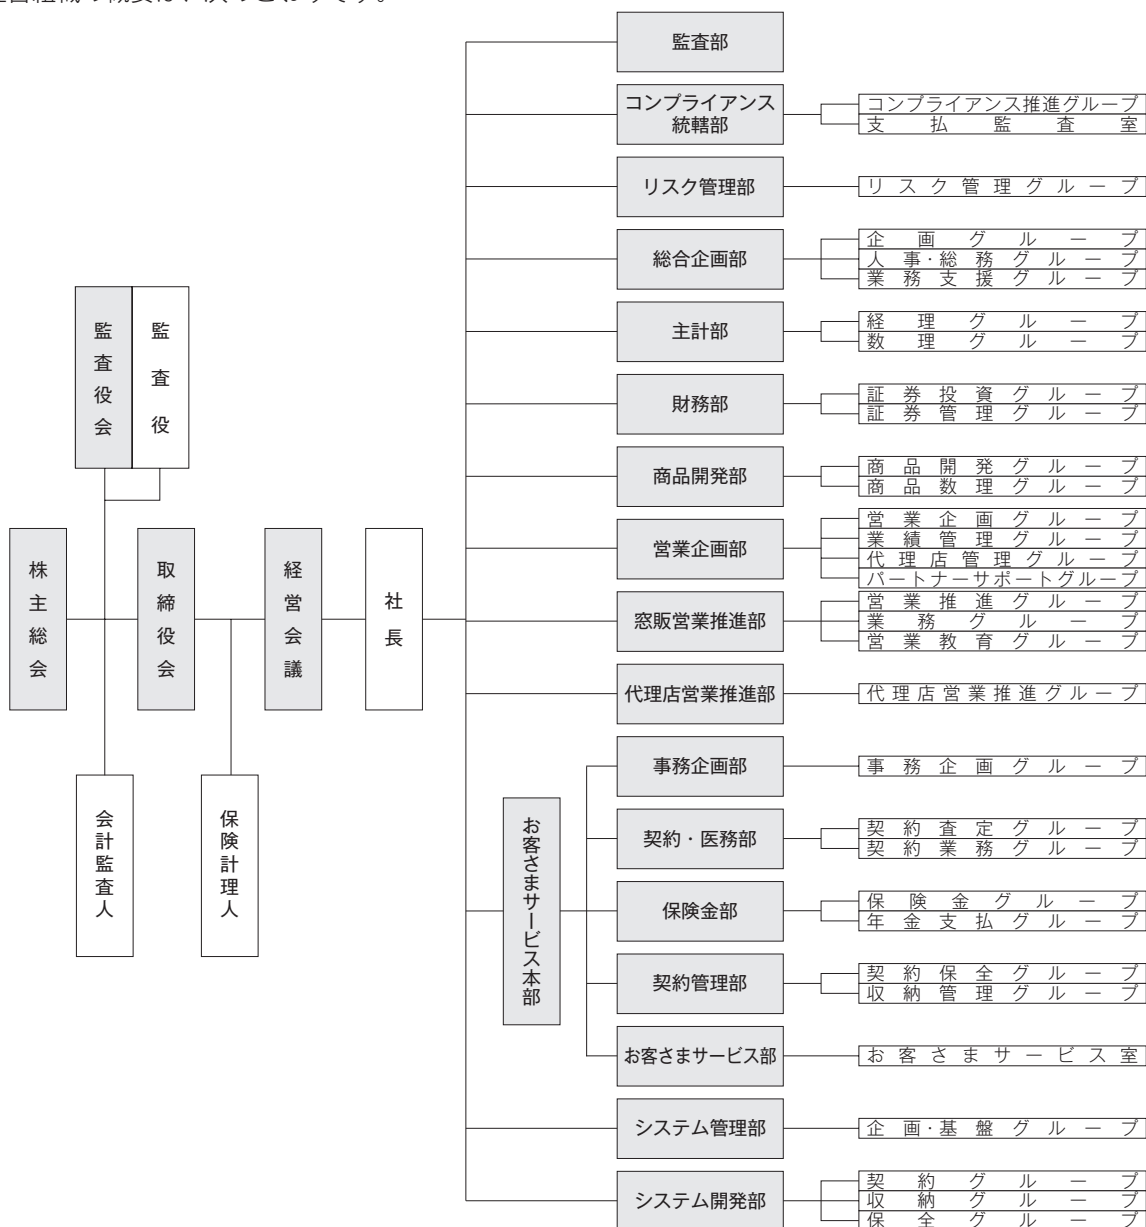 監査部
コンプライアンス
統轄部
コンプライアンス推進グループ
支払監査室
リスク管理部
リスク管理グループ
総合企画部
企画グループ
人事・総務グループ
業務支援グループ
主計部
経理グループ
数理グループ
財務部
証券投資グループ
証券管理グループ
商品開発部
商品開発グループ
商品数理グループ
営業企画部
営業企画グループ
業績管理グループ
代理店管理グループ
パートナーサポートグループ
窓販営業推進部
営業推進グループ
業務グループ
営業教育グループ
代理店営業推進部
代理店営業推進グループ
監査役会
監査役
株主総会
取締役会
経営会議
社長
会計監査人
保険計理人
お客さまサービス本部
事務企画部
事務企画グループ
契約・医務部
契約査定グループ
契約業務グループ
保険金部
保険金グループ
年金支払グループ
契約管理部
契約保全グループ
収納管理グループ
お客さまサービス部
お客さまサービス室
システム管理部
企画・基盤グループ
システム開発部
契約グループ
収納グループ
保全グループ